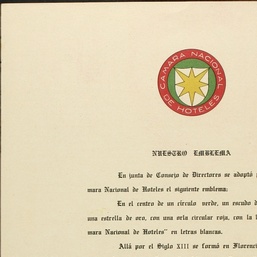 CAMARA NACIONAL
DE HOTELES
NUESTRO EMBLEMA
En junta de Consejo de Directores se adoptó
mara Nacional de Hoteles el siguiente emblema:
En el centro de un círculo verde, un escudo d
una estrella de oro, con una orla circular roja, con la l
mara Nacional de Hoteles" en letras blancas.
Allá por el Siglo XIII se formó en Florenci